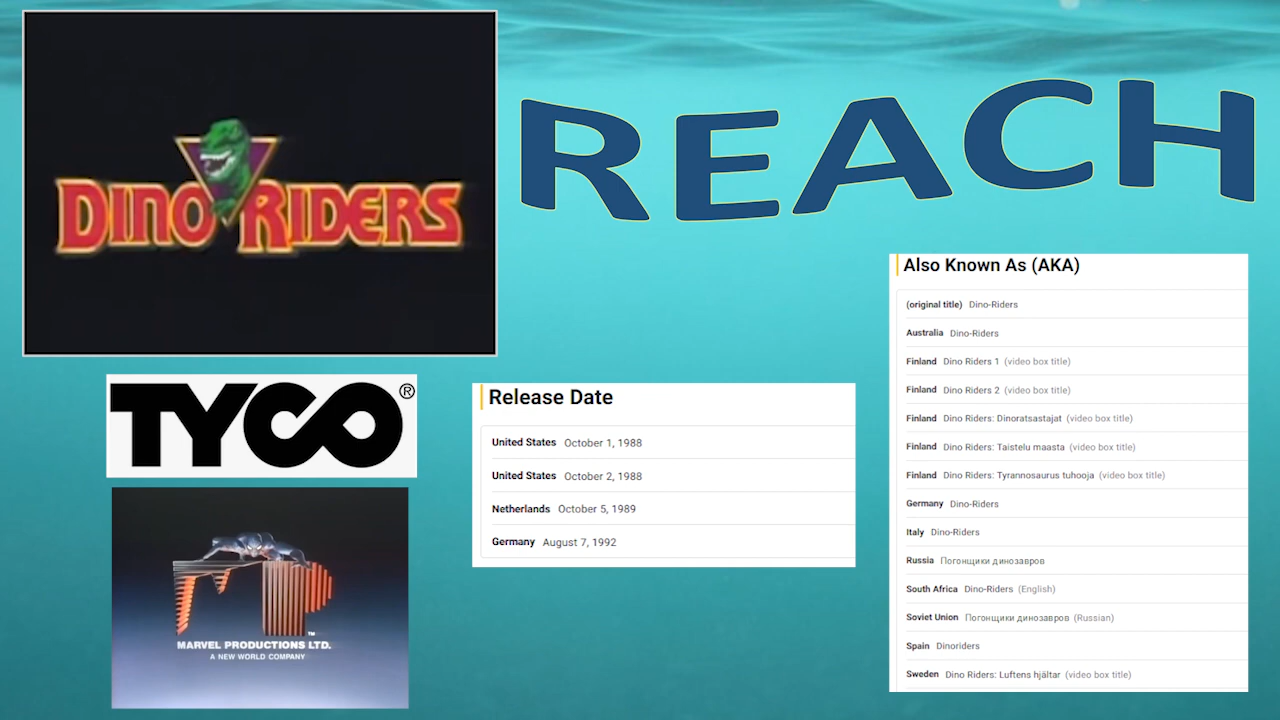 DINO RIDERS
REACH
TYCO®
MARVEL PRODUCTIONS LTD.
A NEW WORLD COMPANY
TM
Release Date
United States October 1, 1988
United States October 2, 1988
Netherlands October 5, 1989
Germany August 7, 1992
Also Known As (AKA)
(original title) Dino-Riders
Australia Dino-Riders
Finland Dino Riders 1 (video box title)
Finland Dino Riders 2 (video box title)
Finland Dino Riders: Dinoratsastajat (video box title)
Finland Dino Riders: Taistelu maasta (video box title)
Finland Dino Riders: Tyrannosaurus tuhooja (video box title)
Germany Dino-Riders
Italy Dino-Riders
Russia Погонщики динозавров
South Africa Dino-Riders (English)
Soviet Union Погонщики динозавров (Russian)
Spain Dinoriders
Sweden Dino Riders: Luftens hjältar (video box title)